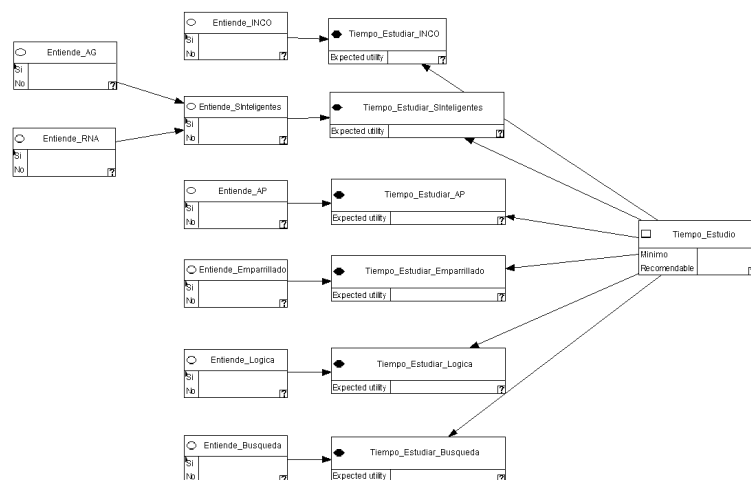 Entiende_INCO
Si
No
?
Tiempo_Estudiar_INCO
Expected utility
?
Entiende_AG
Si
No
?
Entiende_SInteligentes
Si
No
?
Tiempo_Estudiar_SInteligentes
Expected utility
?
Entiende_RNA
Si
No
?
Entiende_AP
Si
No
?
Tiempo_Estudiar_AP
Expected utility
?
Tiempo_Estudio
Minimo
Recomendable
?
Entiende_Emparrillado
Si
No
?
Tiempo_Estudiar_Emparrillado
Expected utility
?
Entiende_Logica
Si
No
?
Tiempo_Estudiar_Logica
Expected utility
?
Entiende_Busqueda
Si
No
?
Tiempo_Estudiar_Busqueda
Expected utility
?